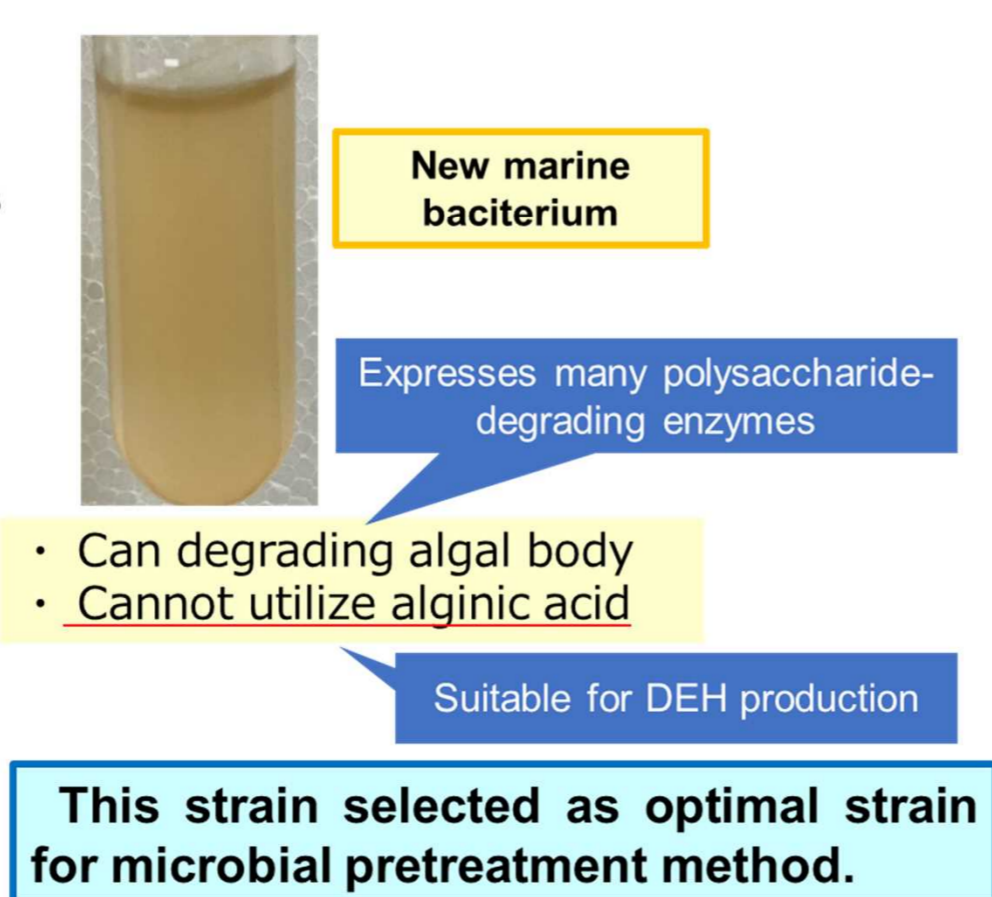 New marine
baciterium
Expresses many polysaccharide-
degrading enzymes
・ Can degrading algal body
・ Cannot utilize alginic acid
Suitable for DEH production
This strain selected as optimal strain
for microbial pretreatment method.